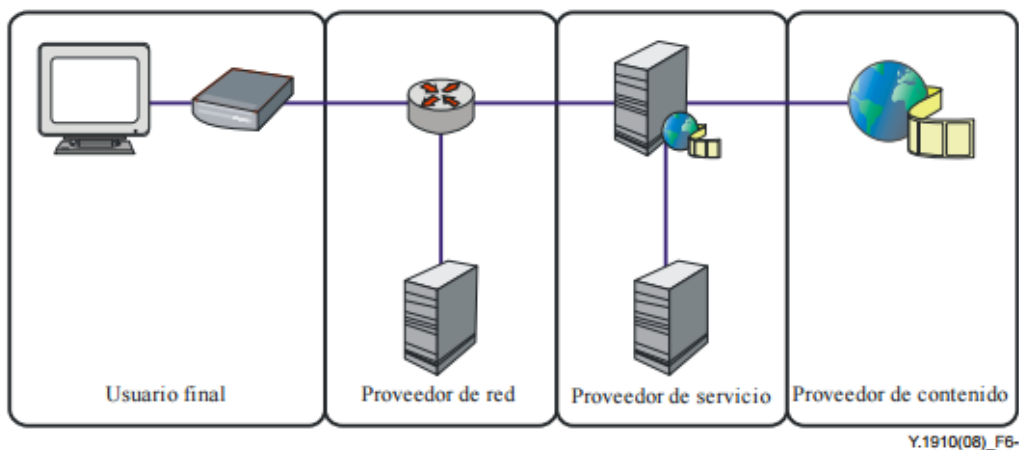 Usuario final
Proveedor de red
Proveedor de servicio
Proveedor de contenido
Y.1910(08)_F6-